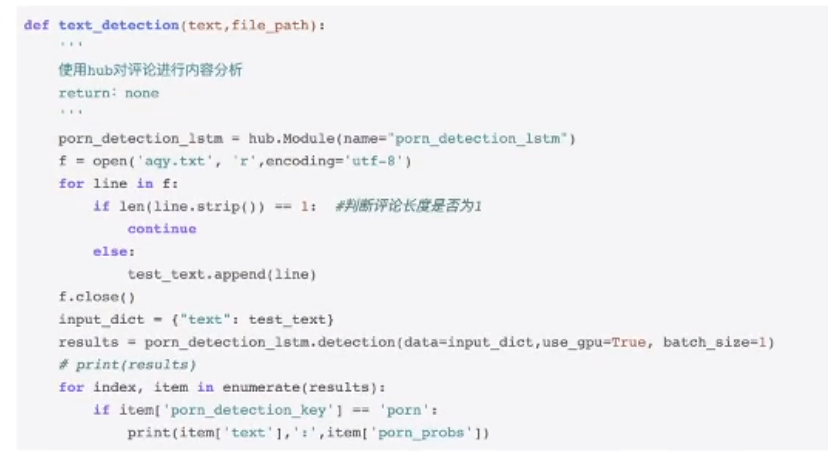 def text_detection(text,file_path):
    '''
    使用hub对评论进行内容分析
    return：none
    '''
    porn_detection_lstm = hub.Module(name="porn_detection_lstm")
    f = open('aqy.txt', 'r',encoding='utf-8')
    for line in f:
        if len(line.strip()) == 1:  #判断评论长度是否为1
            continue
        else:
            test_text.append(line)
    f.close()
    input_dict = {"text": test_text}
    results = porn_detection_lstm.detection(data=input_dict,use_gpu=True, batch_size=1)
    # print(results)
    for index, item in enumerate(results):
        if item['porn_detection_key'] == 'porn':
            print(item['text'],':',item['porn_probs'])